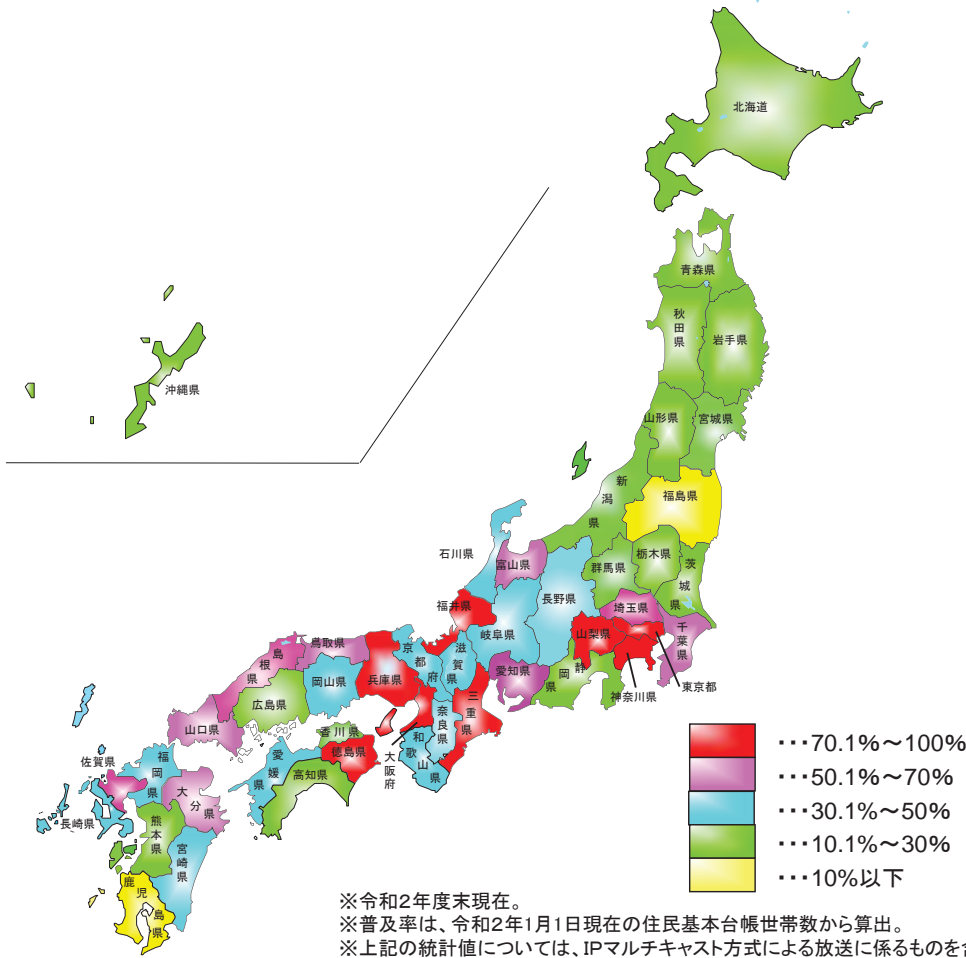 北海道
青森県
秋田県
岩手県
沖縄県
山形県
宮城県
新潟県
福島県
石川県
富山県
群馬県
栃木県
茨城県
長野県
福井県
岐阜県
埼玉県
山梨県
千葉県
東京都
神奈川県
静岡県
愛知県
滋賀県
京都府
兵庫県
鳥取県
島根県
岡山県
広島県
山口県
三重県
奈良県
和歌山県
大阪府
香川県
徳島県
愛媛県
高知県
福岡県
佐賀県
大分県
長崎県
熊本県
宮崎県
鹿児島県
・・・70.1%～100%
・・・50.1%～70%
・・・30.1%～50%
・・・10.1%～30%
・・・10%以下
※令和2年度末現在。
※普及率は、令和2年1月1日現在の住民基本台帳世帯数から算出。
※上記の統計値については、IPマルチキャスト方式による放送に係るものを